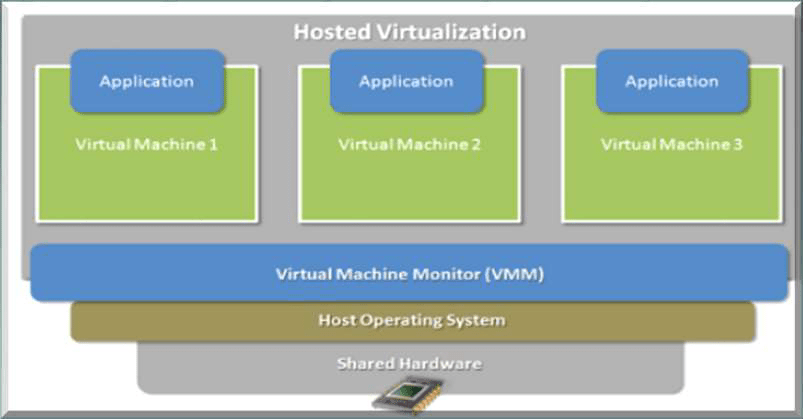 Hosted Virtualization
Application
Application
Application
Virtual Machine 1
Virtual Machine 2
Virtual Machine 3
Virtual Machine Monitor (VMM)
Host Operating System
Shared Hardware